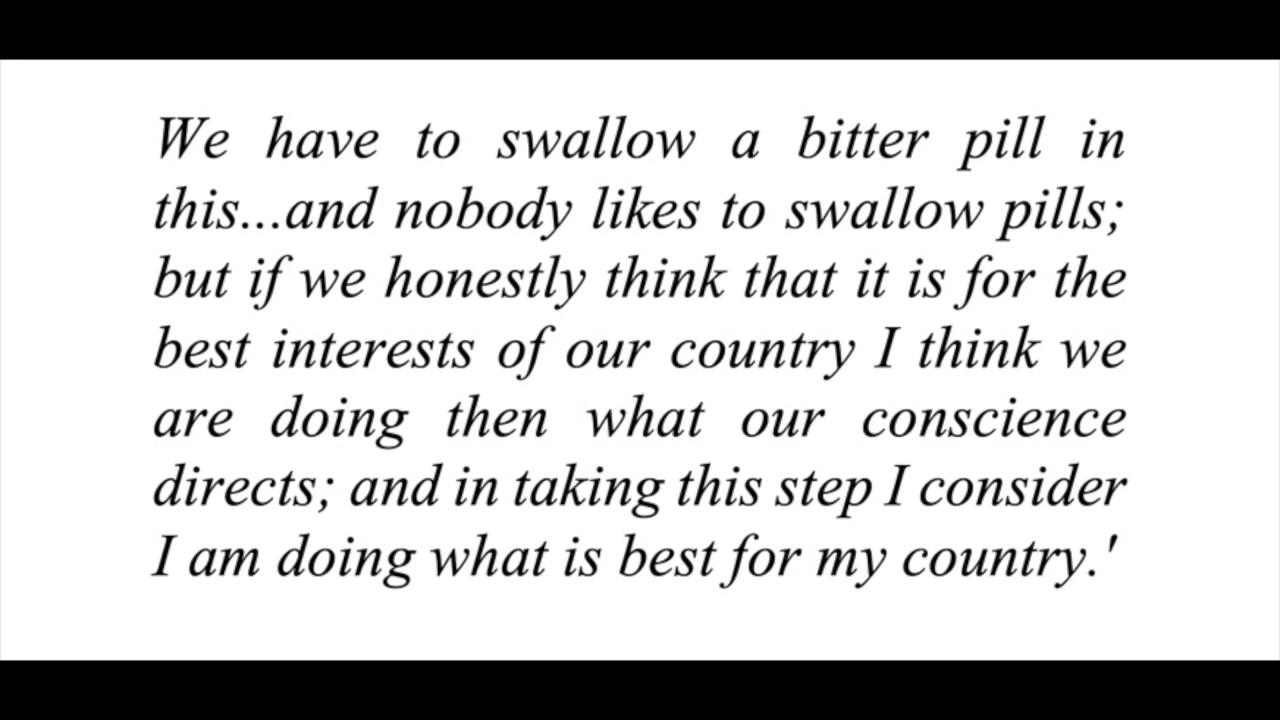 We have to swallow a bitter pill in
this...and nobody likes to swallow pills;
but if we honestly think that it is for the
best interests of our country I think we
are doing then what our conscience
directs; and in taking this step I consider
I am doing what is best for my country.'